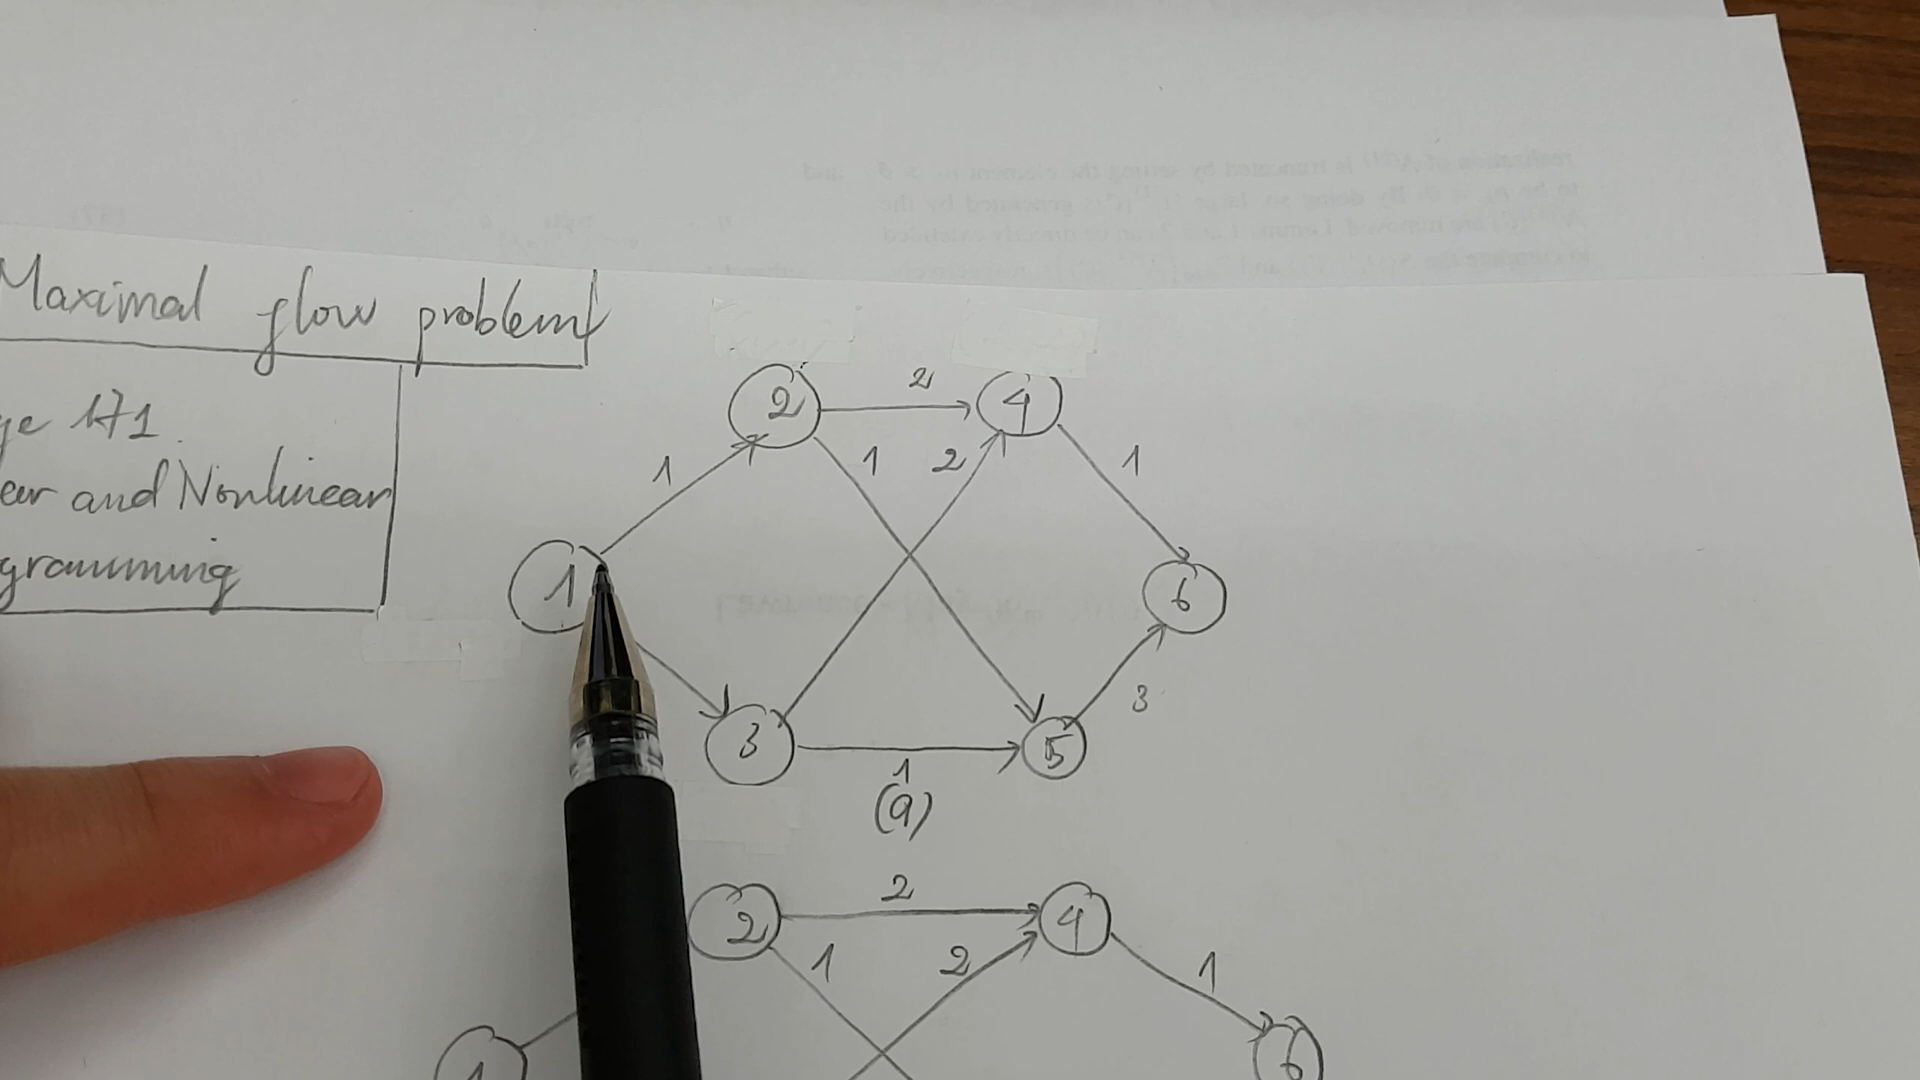 Maximal flow problem
ge 171
ear and Nonlinear
gramming
2
2 4
1 1 2 1
1 6
3
3 5
1
(a)
2
2 4
1 2 1
1 6